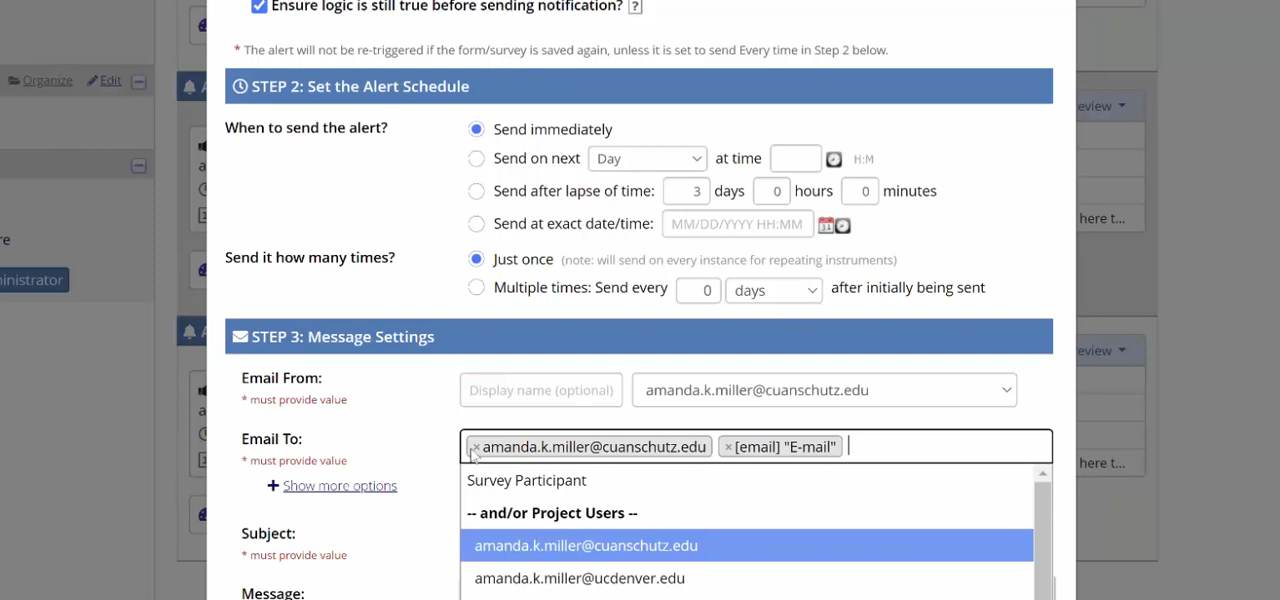 Ensure logic is still true before sending notification? ?
* The alert will not be re-triggered if the form/survey is saved again, unless it is set to send Every time in Step 2 below.
Organize Edit
A
eview
STEP 2: Set the Alert Schedule
When to send the alert?
Send immediately
Send on next Day at time H:M
a
Send after lapse of time: 3 days 0 hours 0 minutes
Send at exact date/time: MM/DD/YYYY HH:MM
here t...
re
Send it how many times?
Just once (note: will send on every instance for repeating instruments)
ministrator
Multiple times: Send every 0 days after initially being sent
A
STEP 3: Message Settings
eview
Email From:
* must provide value
Display name (optional) amanda.k.miller@cuanschutz.edu
a
Email To:
* must provide value
× amanda.k.miller@cuanschutz.edu × [email] "E-mail"
here t...
+ Show more options
Survey Participant
-- and/or Project Users --
Subject:
* must provide value
amanda.k.miller@cuanschutz.edu
amanda.k.miller@ucdenver.edu
Message: